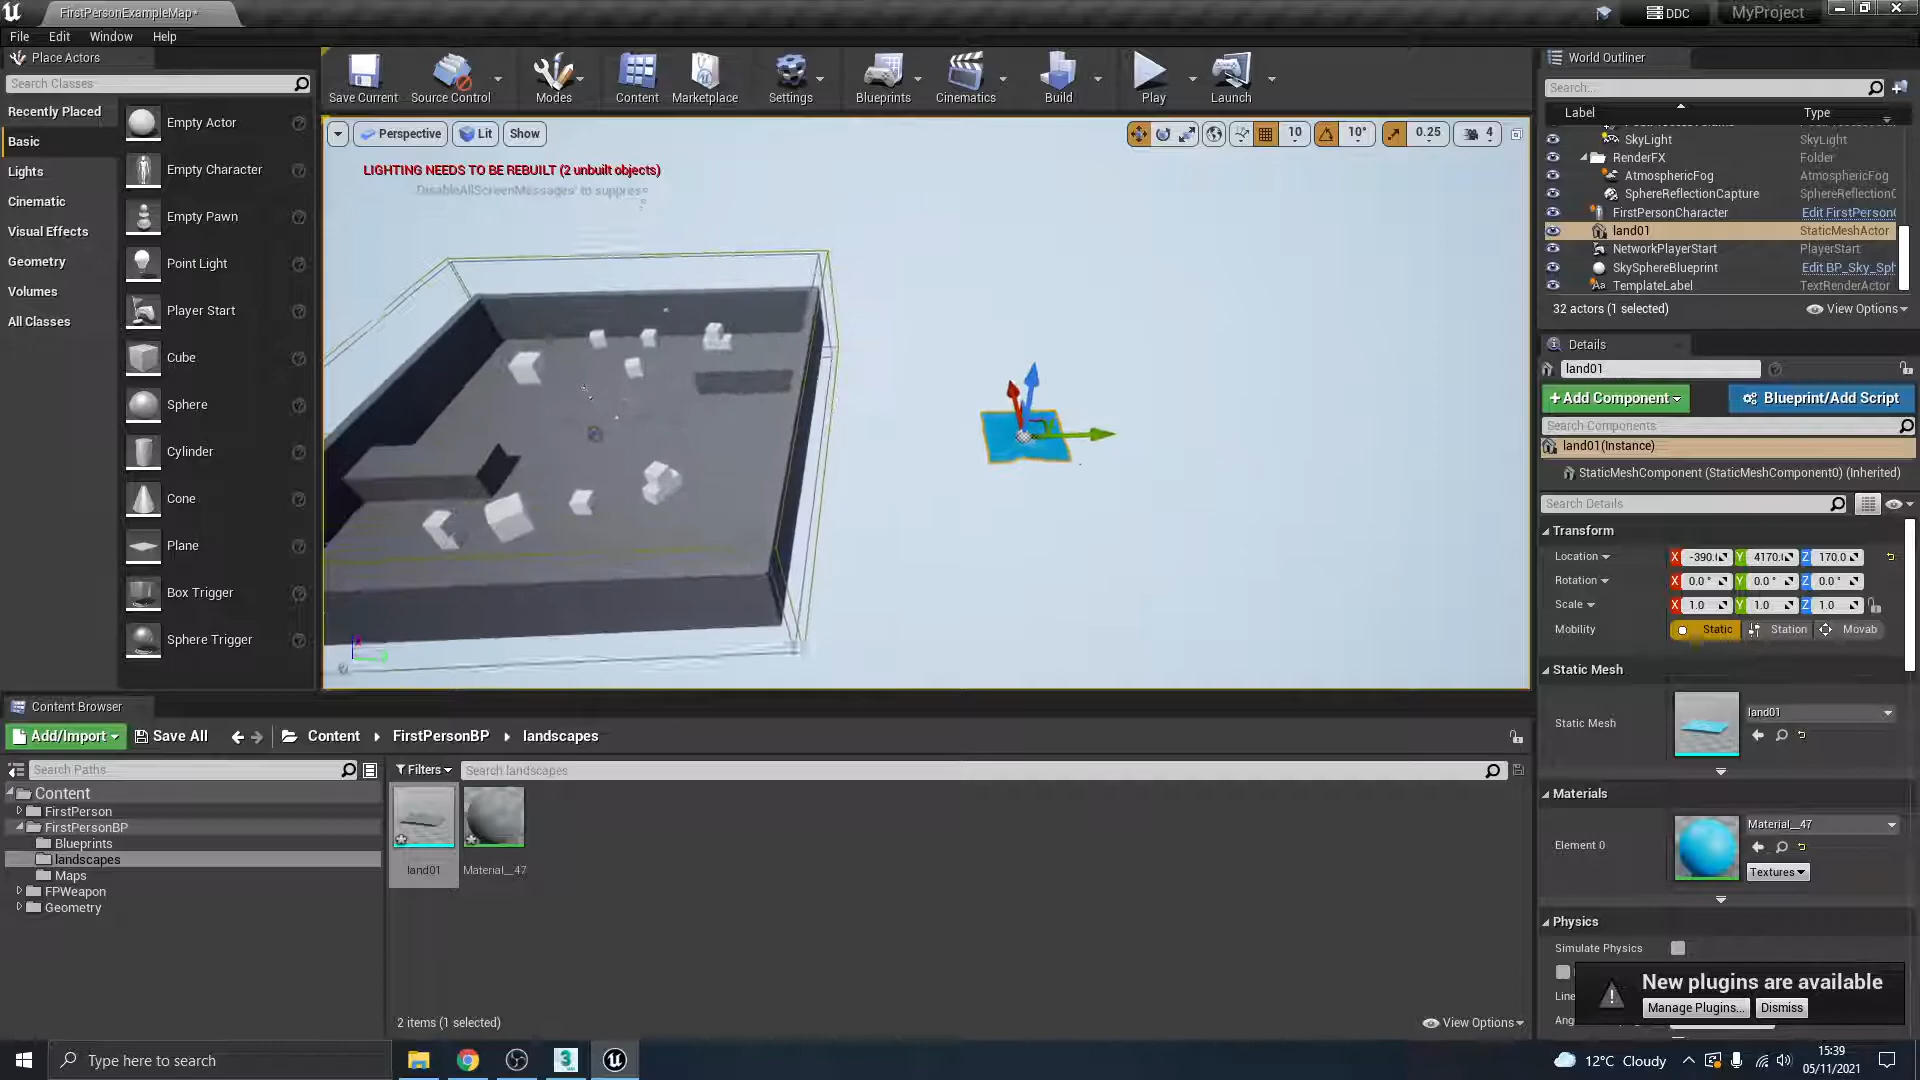 FirstPersonExampleMap*
DDC
MyProject
File Edit Window Help
Place Actors
Search Classes
Recently Placed
Basic
Lights
Cinematic
Visual Effects
Geometry
Volumes
All Classes
Empty Actor
Empty Character
Empty Pawn
Point Light
Player Start
Cube
Sphere
Cylinder
Cone
Plane
Box Trigger
Sphere Trigger
Save Current Source Control Modes Content Marketplace Settings Blueprints Cinematics Build Play Launch
Perspective Lit Show
10 10° 0.25 4
LIGHTING NEEDS TO BE REBUILT (2 unbuilt objects)
'DisableAllScreenMessages' to suppress
World Outliner
Search...
Label Type
SkyLight SkyLight
RenderFX Folder
AtmosphericFog AtmosphericFog
SphereReflectionCapture SphereReflectionC
FirstPersonCharacter Edit FirstPersonC
land01 StaticMeshActor
NetworkPlayerStart PlayerStart
SkySphereBlueprint Edit BP_Sky_Sph
TemplateLabel TextRenderActor
32 actors (1 selected) View Options
Details
land01
+Add Component Blueprint/Add Script
Search Components
land01(Instance)
StaticMeshComponent (StaticMeshComponent0) (Inherited)
Search Details
Transform
Location X -390. Y 4170. Z 170.0
Rotation X 0.0° Y 0.0° Z 0.0°
Scale X 1.0 Y 1.0 Z 1.0
Mobility Static Station Movab
Static Mesh
Static Mesh land01
Materials
Element 0 Material__47
Textures
Physics
Simulate Physics
Line
Ang
New plugins are available
Manage Plugins... Dismiss
Content Browser
Add/Import Save All Content FirstPersonBP landscapes
Search Paths
Content
FirstPerson
FirstPersonBP
Blueprints
landscapes
Maps
FPWeapon
Geometry
Filters Search landscapes
land01 Material__47
2 items (1 selected) View Options
Type here to search
3
12°C Cloudy
15:39
05/11/2021